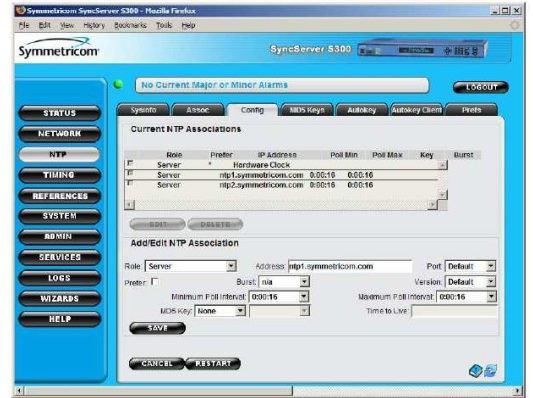 Symmetricom SyncServer S300 - Mozilla Firefox
File Edit View History Bookmarks Tools Help
Symmetricom
SyncServer S300
No Current Major or Minor Alarms
LOGOUT
STATUS
NETWORK
NTP
TIMING
REFERENCES
SYSTEM
ADMIN
SERVICES
LOGS
WIZARDS
HELP
Sysinfo Assoc Config MD5 Keys Autokey Autokey Client Prefs
Current NTP Associations
Role Prefer IP Address Poll Min Poll Max Key Burst
Server * Hardware Clock
Server ntp1.symmetricom.com 0:00:16 0:00:16
Server ntp2.symmetricom.com 0:00:16 0:00:16
EDIT DELETE
Add/Edit NTP Association
Role: Server Address: ntp1.symmetricom.com Port Default
Prefer: Burst: n/a Version: Default
Minimum Poll Interval: 0:00:16 Maximum Poll Interval: 0:00:16
MD5 Key: None Time to Live:
SAVE
CANCEL RESTART